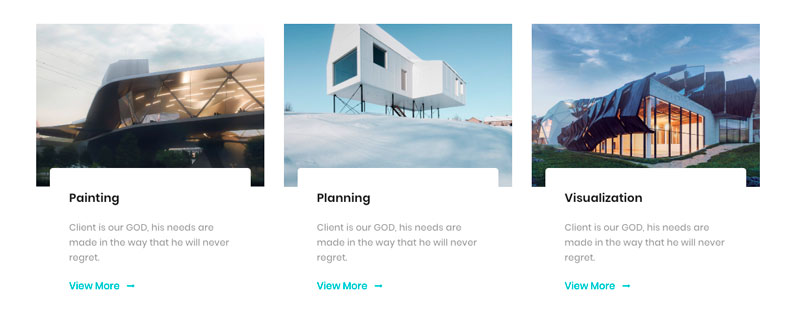 Painting
Client is our GOD, his needs are
made in the way that he will never
regret.
View More
Planning
Client is our GOD, his needs are
made in the way that he will never
regret.
View More
Visualization
Client is our GOD, his needs are
made in the way that he will never
regret.
View More